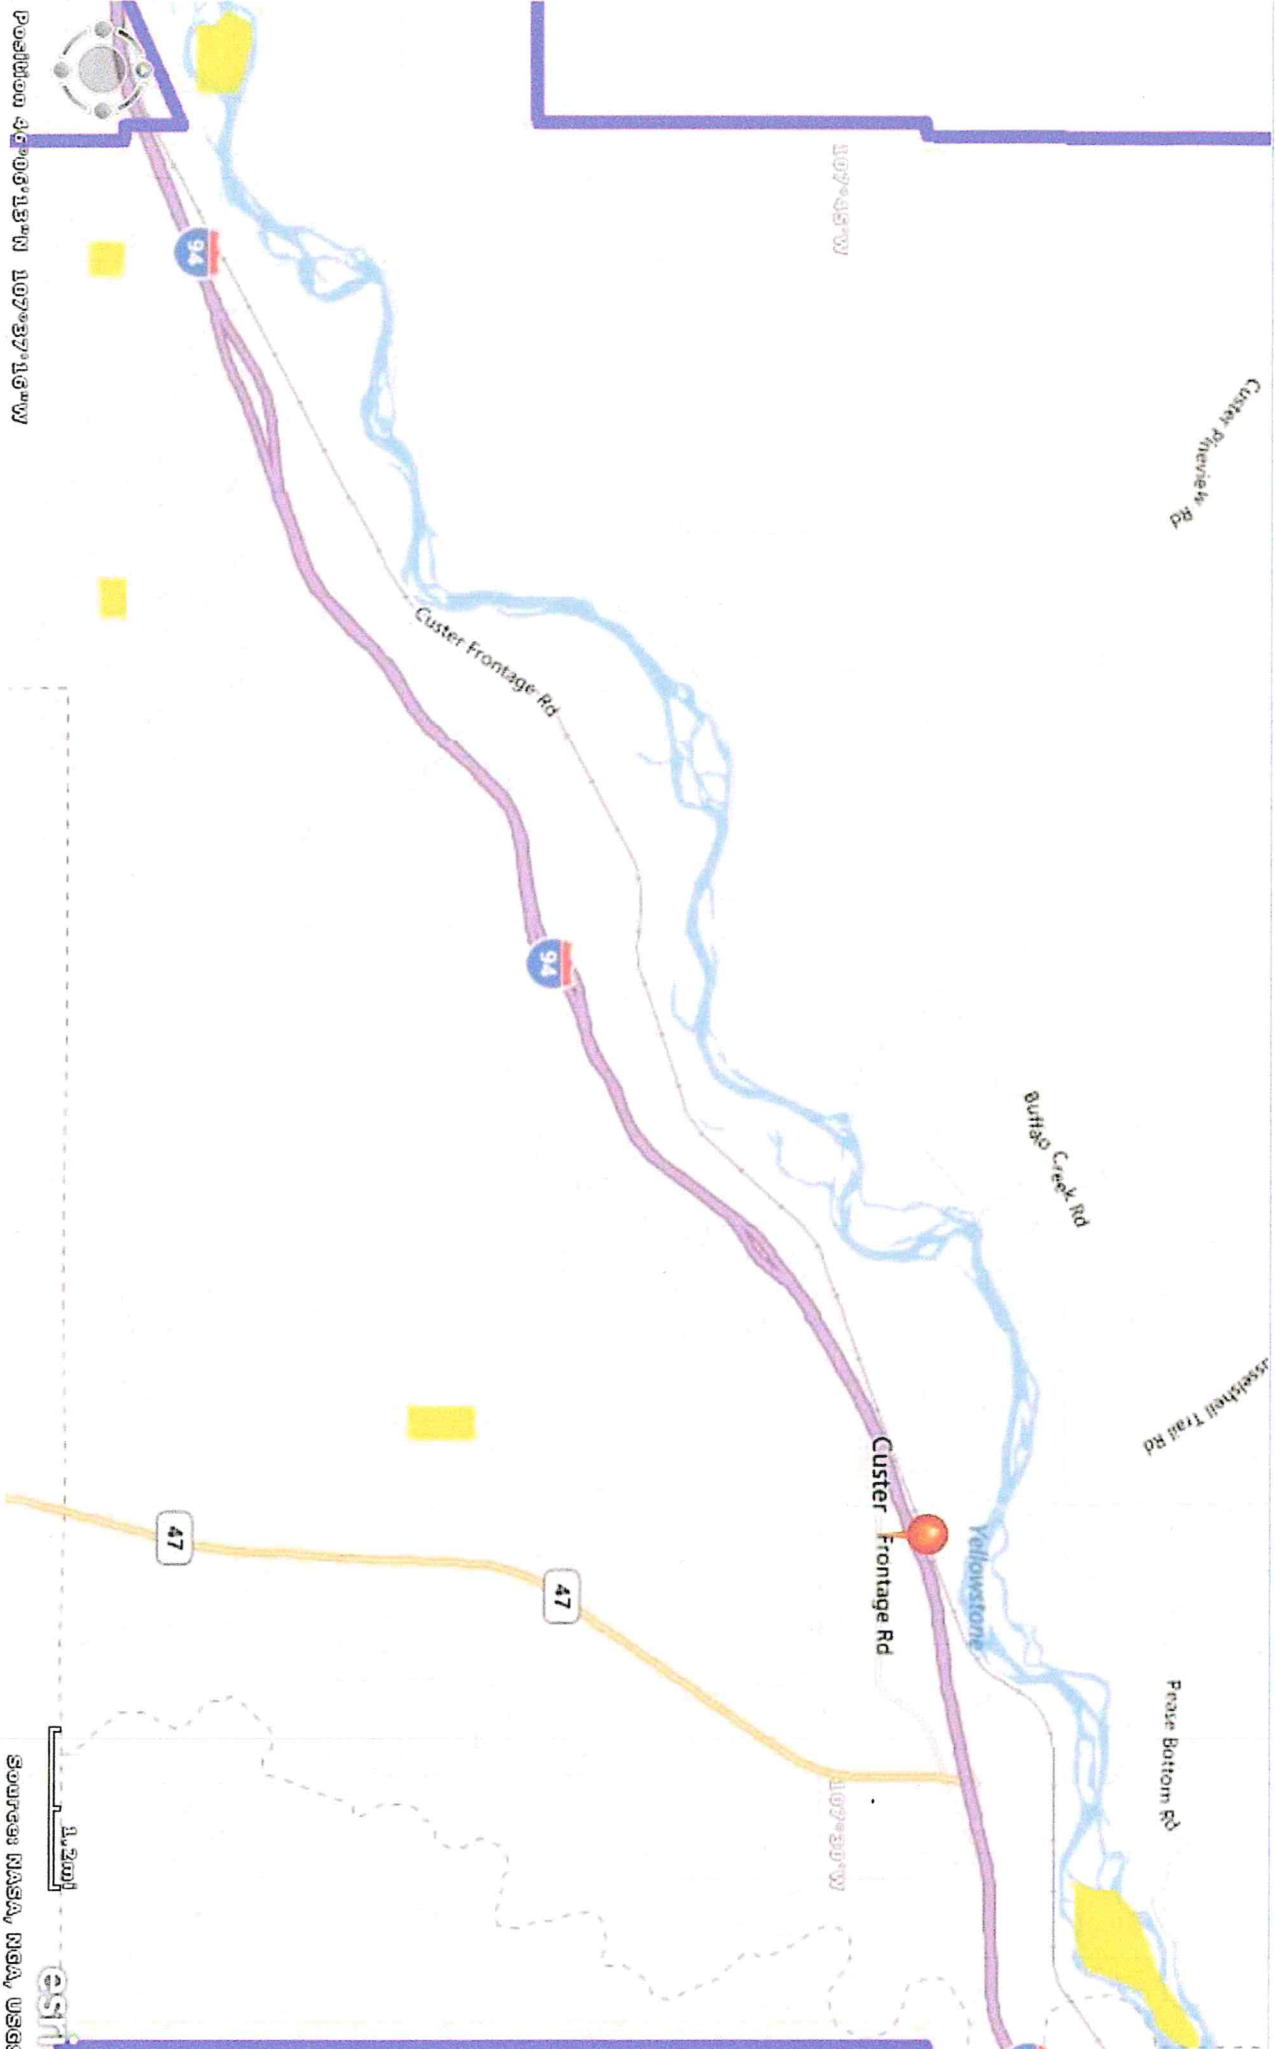 Custer Pineview Rd
107°45'W
94
Custer Frontage Rd
94
Buffalo Creek Rd
sselshell Trail Rd
Custer
Frontage Rd
Yellowstone
47
47
Pease Bottom Rd
107°30'W
1.2mi
Position 46°06'13"N 107°37'16"W
esri
Source: NASA, NGA, USGS